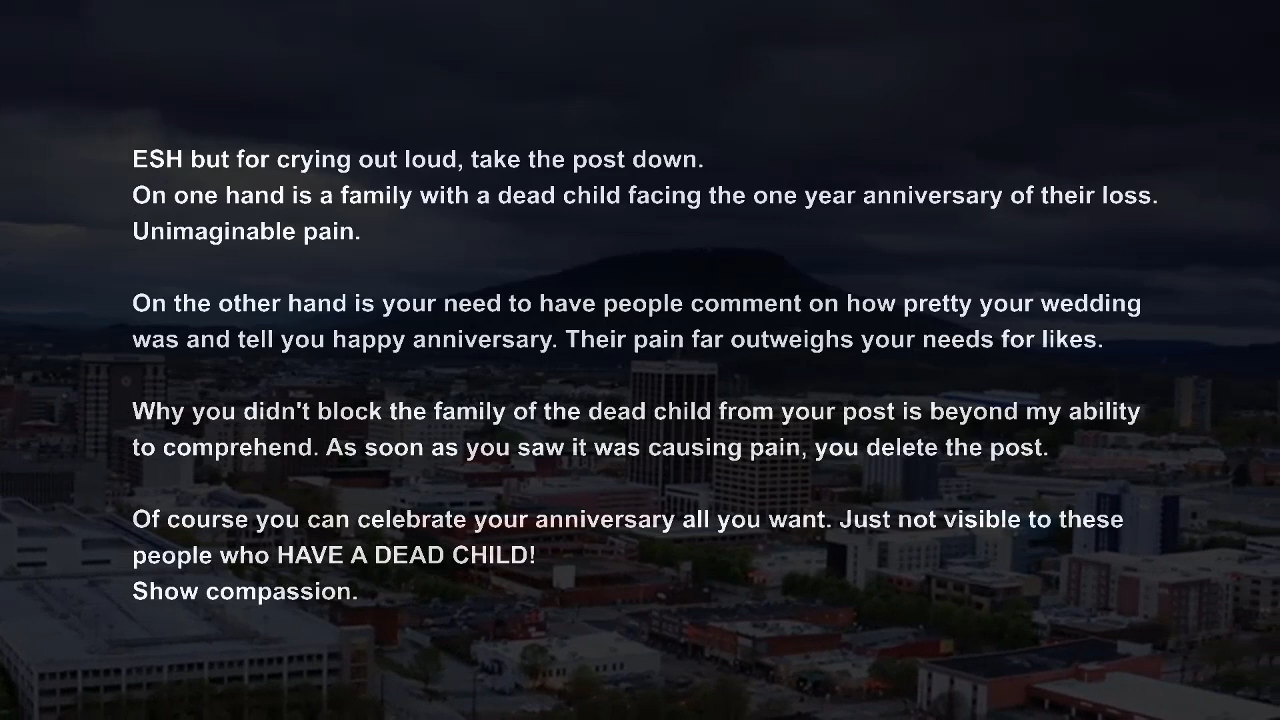 ESH but for crying out loud, take the post down.
On one hand is a family with a dead child facing the one year anniversary of their loss.
Unimaginable pain.
On the other hand is your need to have people comment on how pretty your wedding
was and tell you happy anniversary. Their pain far outweighs your needs for likes.
Why you didn't block the family of the dead child from your post is beyond my ability
to comprehend. As soon as you saw it was causing pain, you delete the post.
Of course you can celebrate your anniversary all you want. Just not visible to these
people who HAVE A DEAD CHILD!
Show compassion.